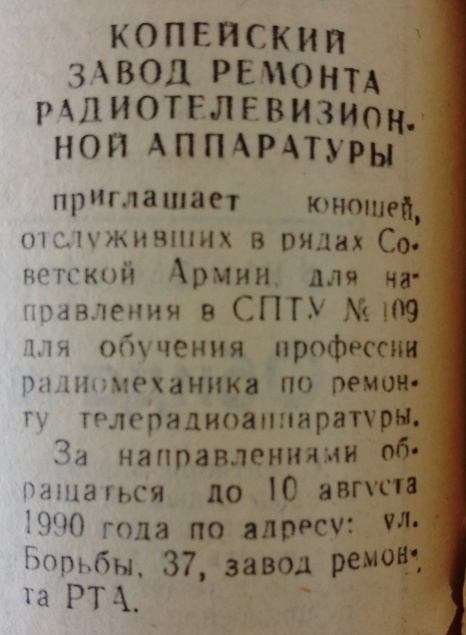 КОПЕЙСКИЙ
ЗАВОД РЕМОНТА
РАДИОТЕЛЕВИЗИОН-
НОЙ АППАРАТУРЫ
приглашает юношей,
отслуживших в рядах Со-
ветской Армии, для на-
правления в СПТУ № 109
для обучения профессии
радиомеханика по ремон-
ту телерадиоаппаратуры.
За направлениями об-
ращаться до 10 августа
1990 года по адресу: ул.
Борьбы, 37, завод ремон-
та РТА.